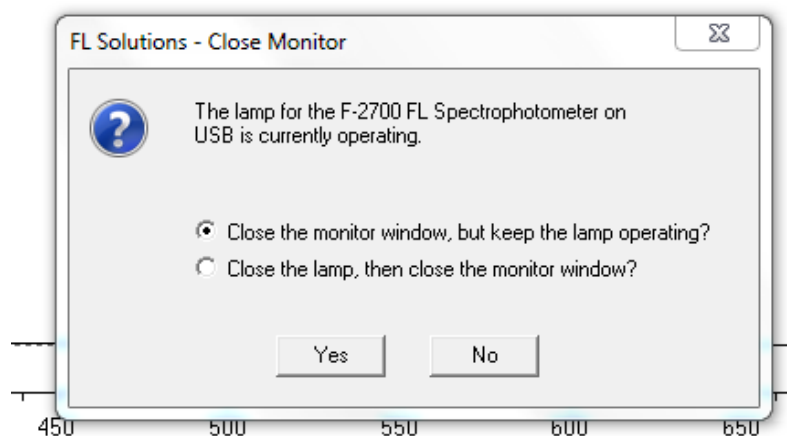 FL Solutions - Close Monitor
The lamp for the F-2700 FL Spectrophotometer on
USB is currently operating.
Close the monitor window, but keep the lamp operating?
Close the lamp, then close the monitor window?
Yes No
450 500 550 600 650